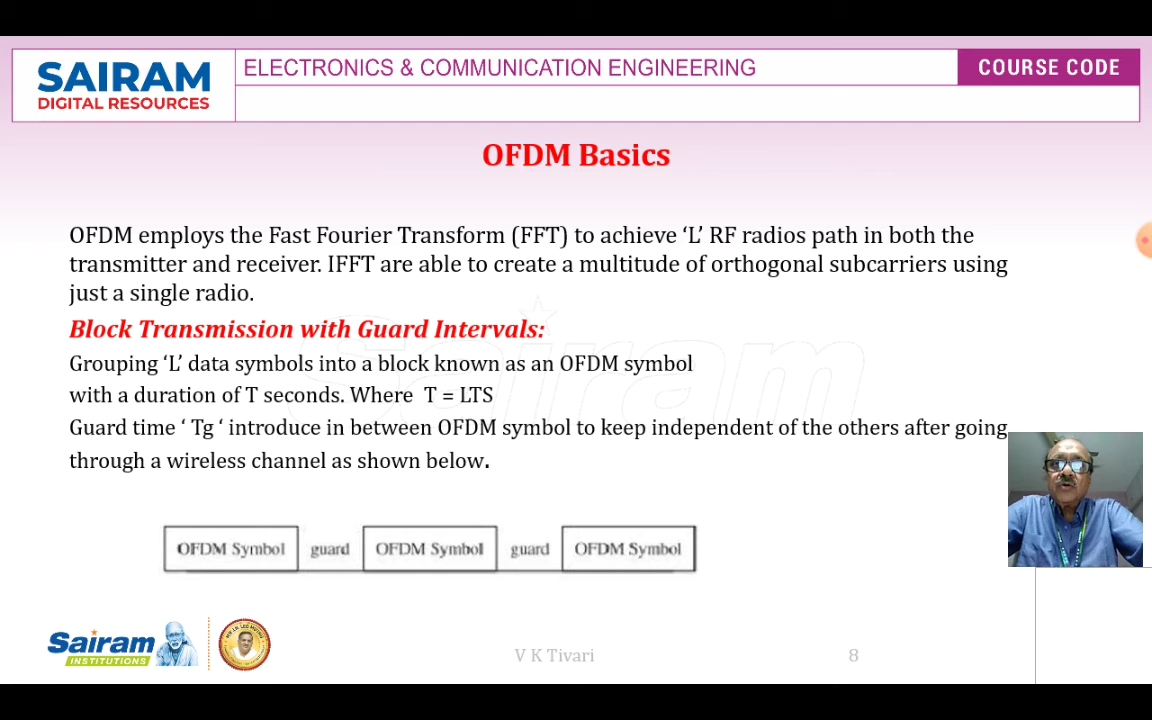 SAIRAM
DIGITAL RESOURCES
ELECTRONICS & COMMUNICATION ENGINEERING
COURSE CODE
OFDM Basics
OFDM employs the Fast Fourier Transform (FFT) to achieve ‘L’ RF radios path in both the
transmitter and receiver. IFFT are able to create a multitude of orthogonal subcarriers using
just a single radio.
Block Transmission with Guard Intervals:
Grouping ‘L’ data symbols into a block known as an OFDM symbol
with a duration of T seconds. Where T = LTS
Guard time ‘ Tg ‘ introduce in between OFDM symbol to keep independent of the others after going
through a wireless channel as shown below.
OFDM Symbol guard OFDM Symbol guard OFDM Symbol
Sairam
INSTITUTIONS
V K Tivari
8